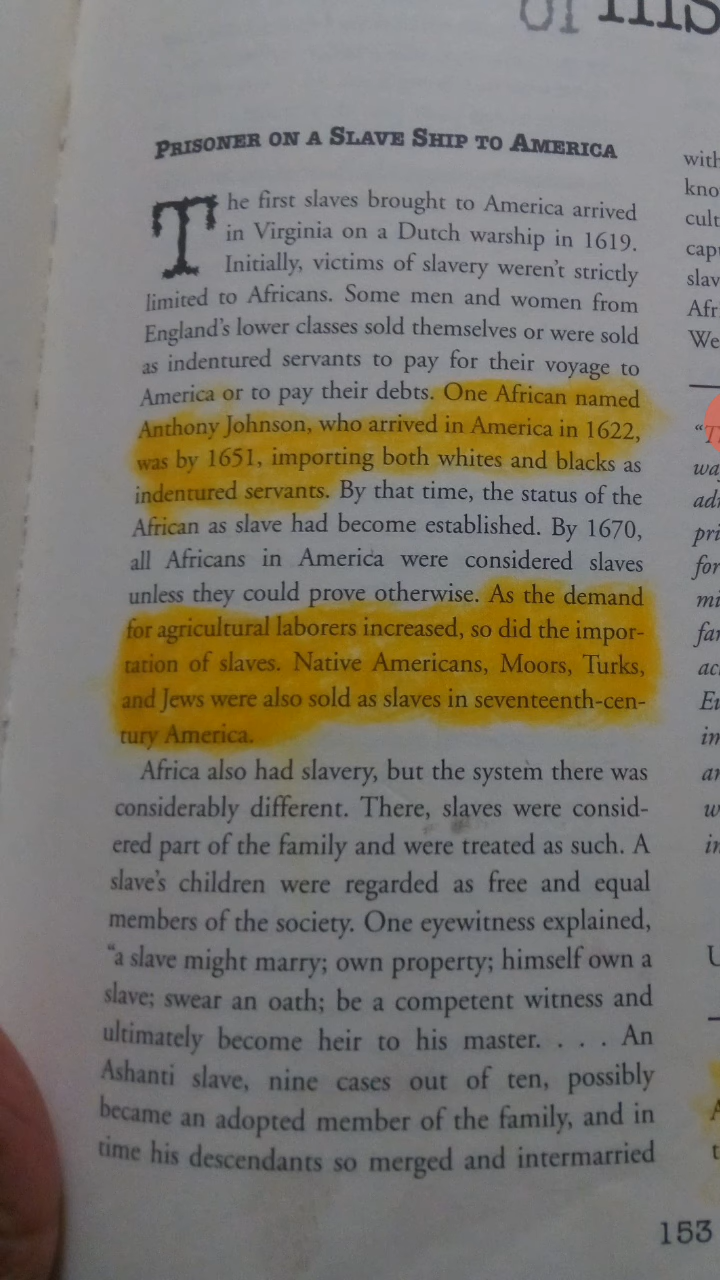 of His
PRISONER ON A SLAVE SHIP TO AMERICA
The first slaves brought to America arrived
in Virginia on a Dutch warship in 1619.
Initially, victims of slavery weren't strictly
limited to Africans. Some men and women from
England's lower classes sold themselves or were sold
as indentured servants to pay for their voyage to
America or to pay their debts. One African named
Anthony Johnson, who arrived in America in 1622,
was by 1651, importing both whites and blacks as
indentured servants. By that time, the status of the
African as slave had become established. By 1670,
all Africans in America were considered slaves
unless they could prove otherwise. As the demand
for agricultural laborers increased, so did the impor-
tation of slaves. Native Americans, Moors, Turks,
and Jews were also sold as slaves in seventeenth-cen-
tury America.
Africa also had slavery, but the system there was
considerably different. There, slaves were consid-
ered part of the family and were treated as such. A
slave's children were regarded as free and equal
members of the society. One eyewitness explained,
"a slave might marry; own property; himself own a
slave; swear an oath; be a competent witness and
ultimately become heir to his master. . . . An
Ashanti slave, nine cases out of ten, possibly
became an adopted member of the family, and in
time his descendants so merged and intermarried
with
153